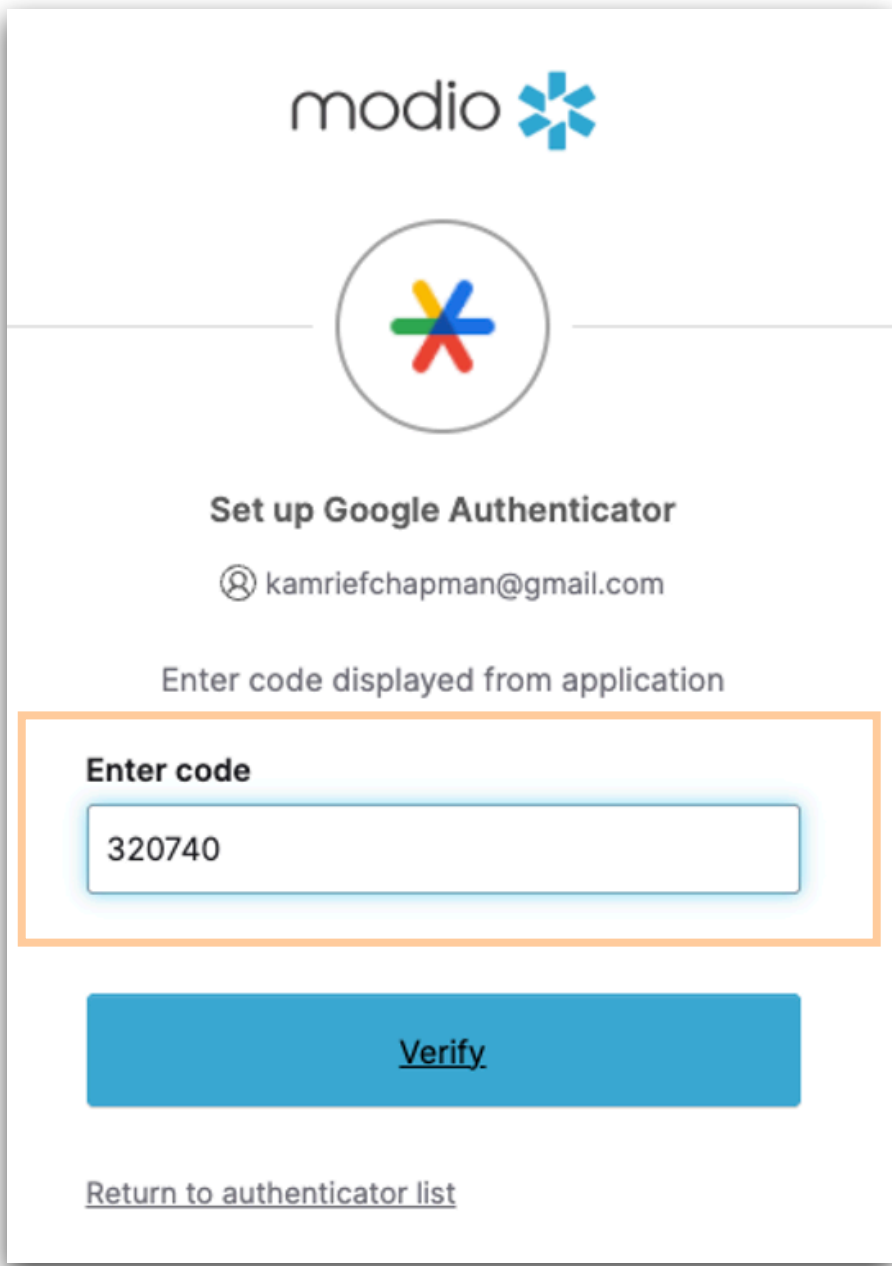 modio
Set up Google Authenticator
kamriefchapman@gmail.com
Enter code displayed from application
Enter code
320740
Verify
Return to authenticator list